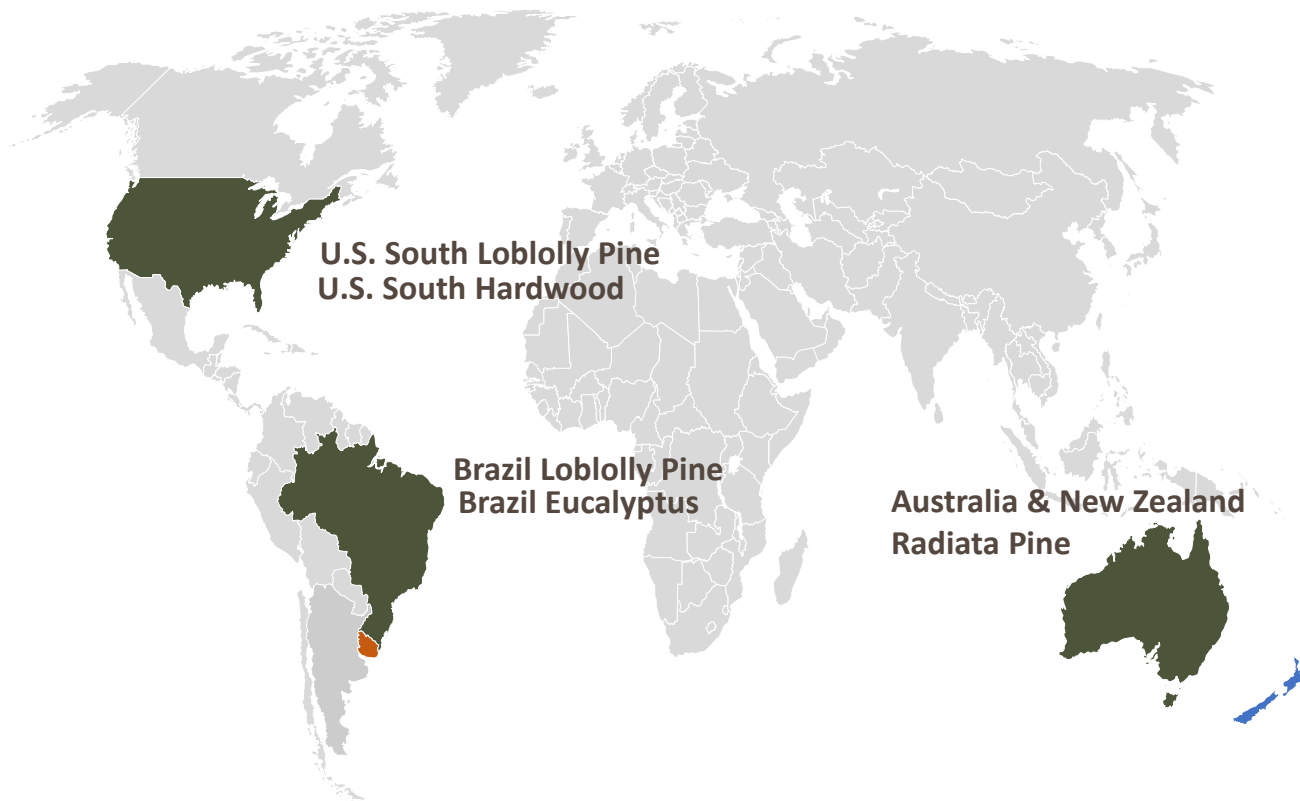 U.S. South Loblolly Pine
U.S. South Hardwood
Brazil Loblolly Pine
Brazil Eucalyptus
Australia & New Zealand
Radiata Pine